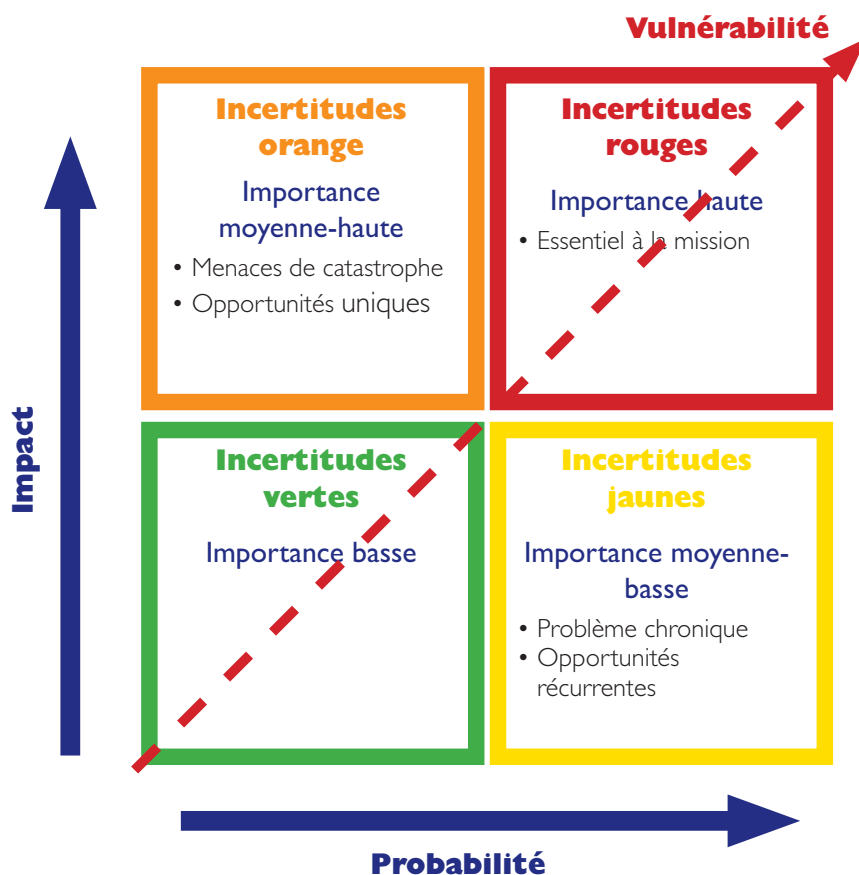 Vulnérabilité
Incertitudes
orange
Importance
moyenne-haute
• Menaces de catastrophe
• Opportunités uniques
Incertitudes
rouges
Importance haute
• Essentiel à la mission
Impact
Incertitudes
vertes
Importance basse
Incertitudes
jaunes
Importance moyenne-
basse
• Problème chronique
• Opportunités
récurrentes
Probabilité